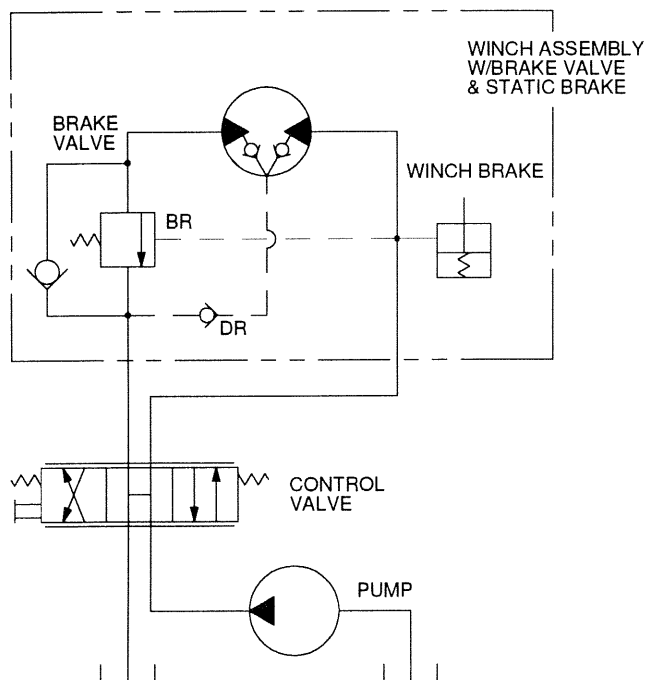 WINCH ASSEMBLY
W/BRAKE VALVE
& STATIC BRAKE
BRAKE
VALVE
WINCH BRAKE
BR
DR
CONTROL
VALVE
PUMP